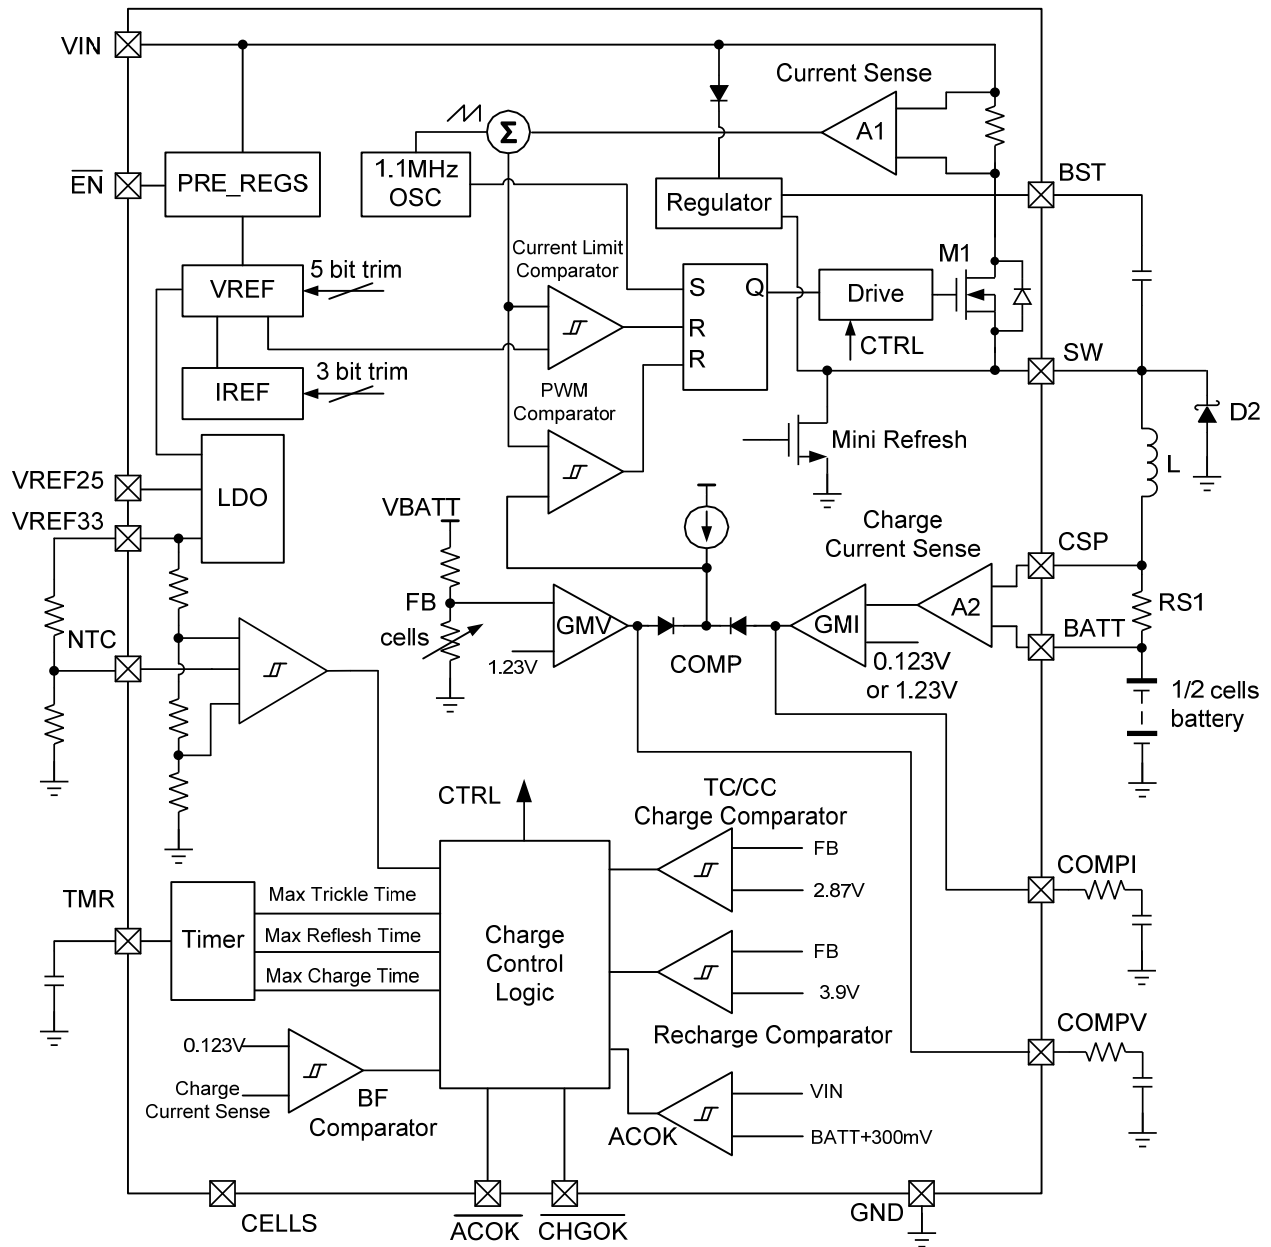 VIN
Current Sense
A1
Σ
1.1MHz
OSC
EN
PRE_REGS
Regulator
BST
Current Limit
Comparator
5 bit trim
VREF
S
Q
R
R
Drive
M1
CTRL
SW
3 bit trim
IREF
PWM
Comparator
Mini Refresh
D2
L
VREF25
LDO
VREF33
VBATT
Charge
Current Sense
CSP
FB
cells
GMV
1.23V
COMP
GMI
A2
0.123V
or 1.23V
RS1
BATT
NTC
1/2 cells
battery
CTRL
TC/CC
Charge Comparator
FB
2.87V
COMPI
TMR
Timer
Max Trickle Time
Max Reflesh Time
Max Charge Time
Charge
Control
Logic
FB
3.9V
Recharge Comparator
COMPV
0.123V
Charge
Current Sense
BF
Comparator
ACOK
VIN
BATT+300mV
CELLS
ACOK
CHGOK
GND